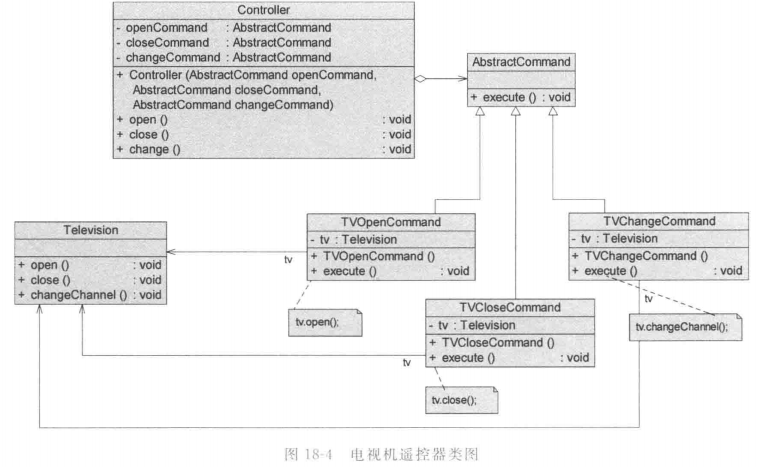 Controller
- openCommand : AbstractCommand
- closeCommand : AbstractCommand
- changeCommand : AbstractCommand
+ Controller (AbstractCommand openCommand,
AbstractCommand closeCommand,
AbstractCommand changeCommand)
+ open () : void
+ close () : void
+ change () : void
AbstractCommand
+ execute () : void
Television
+ open () : void
+ close () : void
+ changeChannel () : void
TVOpenCommand
- tv : Television
+ TVOpenCommand ()
+ execute () : void
tv
tv.open();
TVChangeCommand
- tv : Television
+ TVChangeCommand ()
+ execute () : void
tv
tv.changeChannel();
TVCloseCommand
- tv : Television
+ TVCloseCommand ()
+ execute () : void
tv
tv.close();
图 18-4 电视机遥控器类图